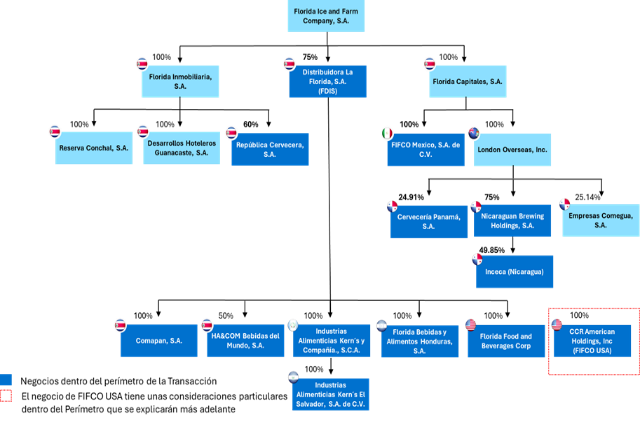 Florida Ice and Farm
Company, S.A.
100%
75%
100%
Florida Inmobiliaria,
S.A.
Distribuidora La
Florida, S.A.
(FDIS)
Florida Capitales, S.A.
100%
100%
60%
100%
100%
Reserva Conchal, S.A.
Desarrollos Hoteleros
Guanacaste, S.A.
República Cervecera,
S.A.
FIFCO Mexico, S.A. de
C.V.
London Overseas, Inc.
24.91%
75%
25.14%
Cervecería Panamá,
S.A.
Nicaraguan Brewing
Holdings, S.A.
Empresas Comegua,
S.A.
49.85%
Inceca (Nicaragua)
100%
50%
100%
100%
100%
100%
Comapan, S.A.
HA&COM Bebidas del
Mundo, S.A.
Industrias
Alimenticias Kern's y
Compañía., S.C.A.
Florida Bebidas y
Alimentos Honduras,
S.A.
Florida Food and
Beverages Corp
CCR American
Holdings, Inc
(FIFCO USA)
100%
Industrias
Alimenticias Kern's El
Salvador, S.A. de C.V.
Negocios dentro del perímetro de la Transacción
El negocio de FIFCO USA tiene unas consideraciones particulares
dentro del Perímetro que se explicarán más adelante